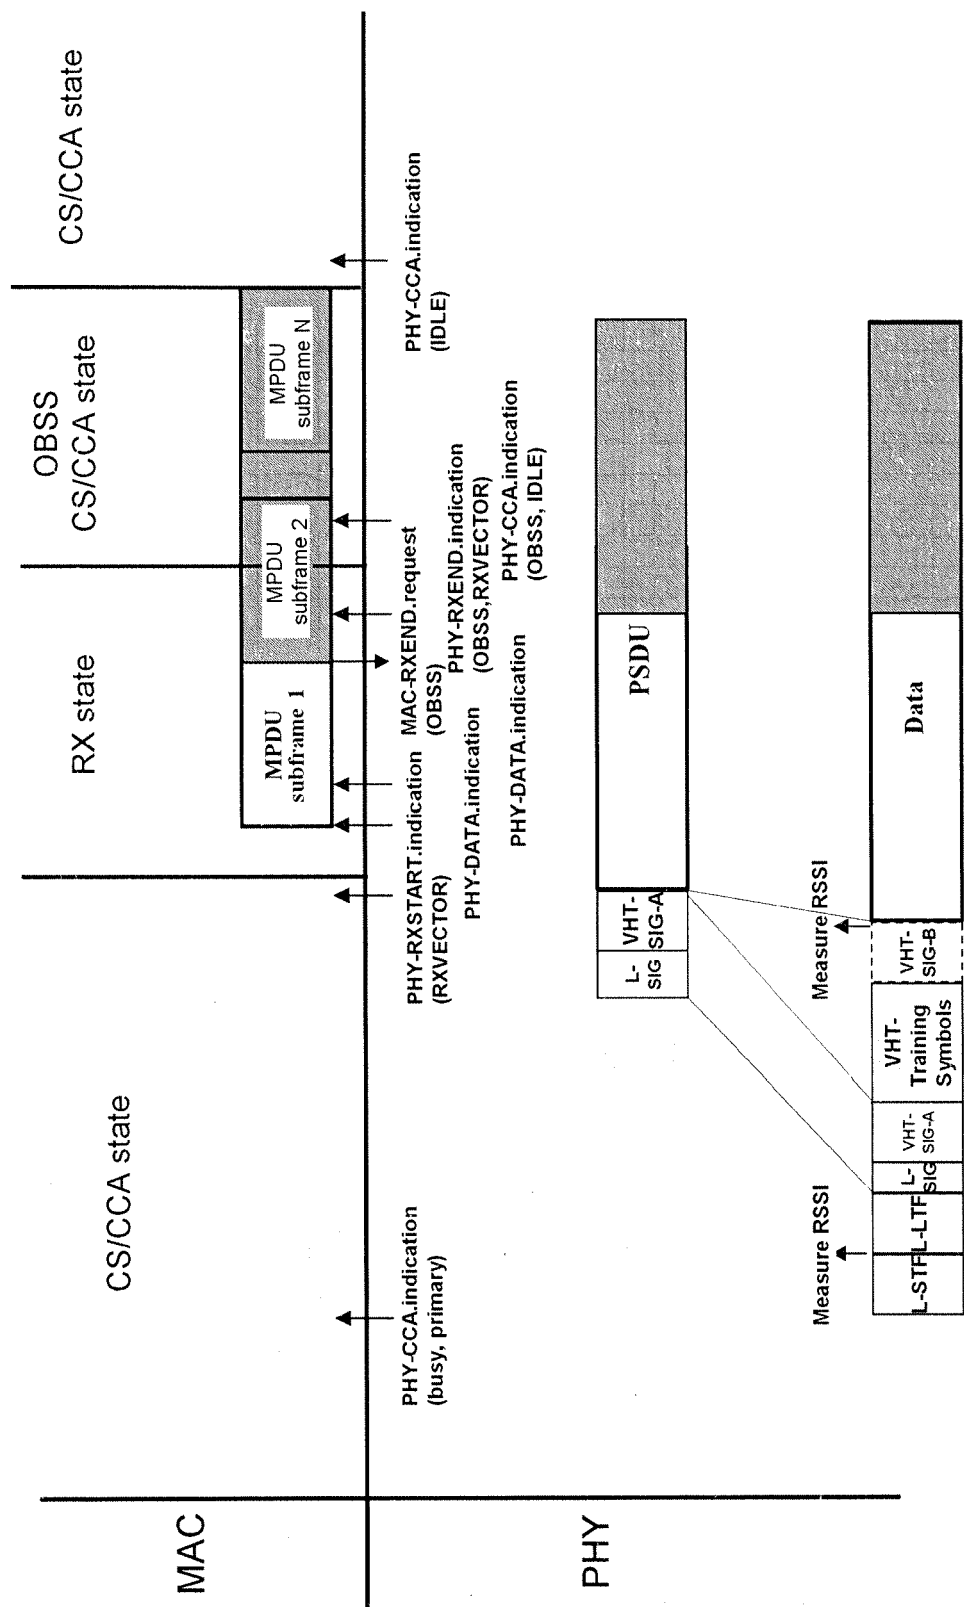 MAC
CS/CCA state
RX state
OBSS
CS/CCA state
CS/CCA state
MPDU
subframe 1
MPDU
subframe 2
MPDU
subframe N
PHY-CCA.indication
(busy, primary)
PHY-RXSTART.indication
(RXVECTOR)
PHY-DATA.indication
PHY-DATA.indication
MAC-RXEND.request
(OBSS)
PHY-RXEND.indication
(OBSS,RXVECTOR)
PHY-CCA.indication
(OBSS, IDLE)
PHY-CCA.indication
(IDLE)
PHY
L-
SIG
VHT-
SIG-A
PSDU
Measure RSSI
Measure RSSI
L-STF
L-LTF
L-
SIG
VHT-
SIG-A
VHT-
Training
Symbols
VHT-
SIG-B
Data